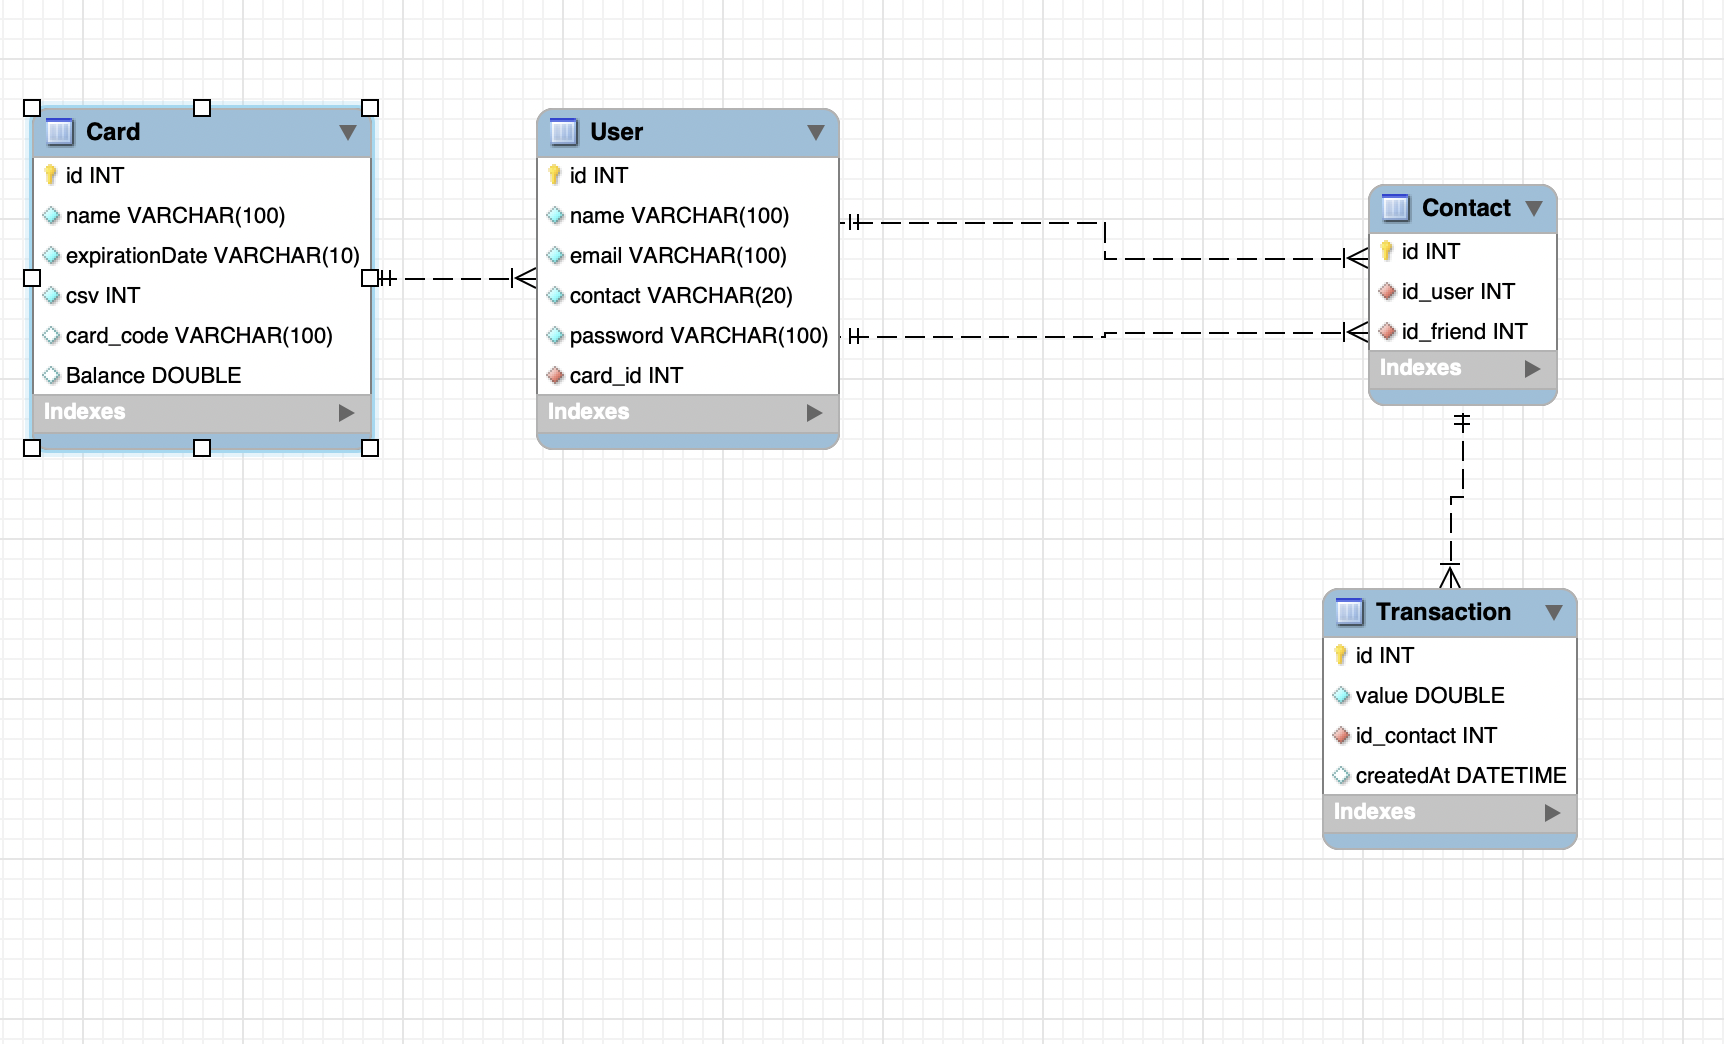 Card
id INT
name VARCHAR(100)
expirationDate VARCHAR(10)
csv INT
card_code VARCHAR(100)
Balance DOUBLE
Indexes
User
id INT
name VARCHAR(100)
email VARCHAR(100)
contact VARCHAR(20)
password VARCHAR(100)
card_id INT
Indexes
Contact
id INT
id_user INT
id_friend INT
Indexes
Transaction
id INT
value DOUBLE
id_contact INT
createdAt DATETIME
Indexes